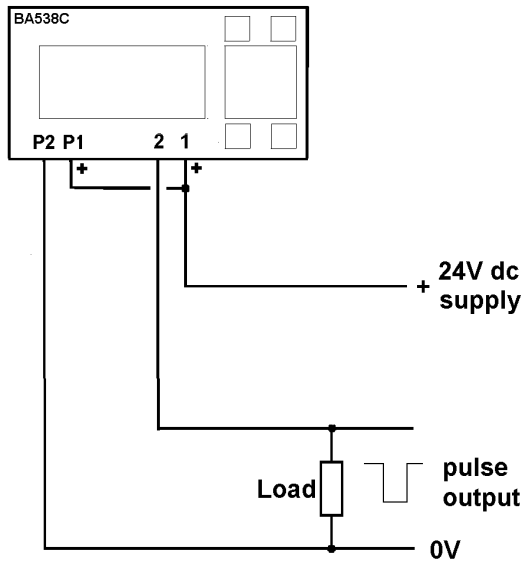 BA538C
P2 P1 2 1
+ +
+ 24V dc
supply
Load
pulse
output
0V